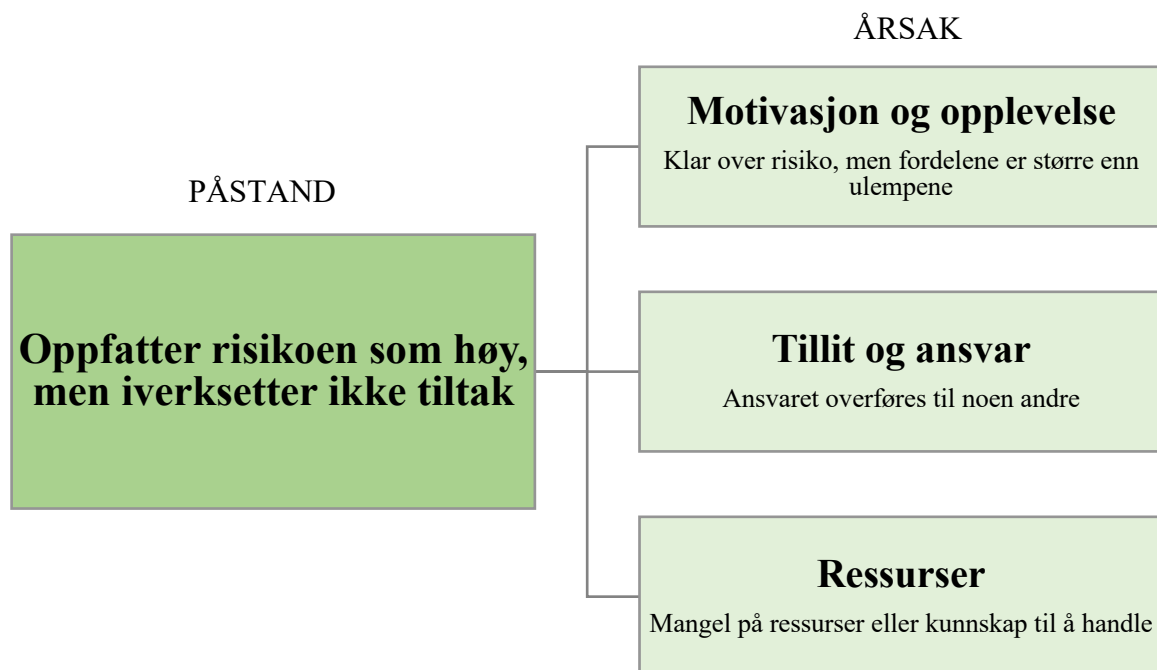 PÅSTAND
Oppfatter risikoen som høy,
men iverksetter ikke tiltak
ÅRSAK
Motivasjon og opplevelse
Klar over risiko, men fordelene er større enn
ulempene
Tillit og ansvar
Ansvaret overføres til noen andre
Ressurser
Mangel på ressurser eller kunnskap til å handle